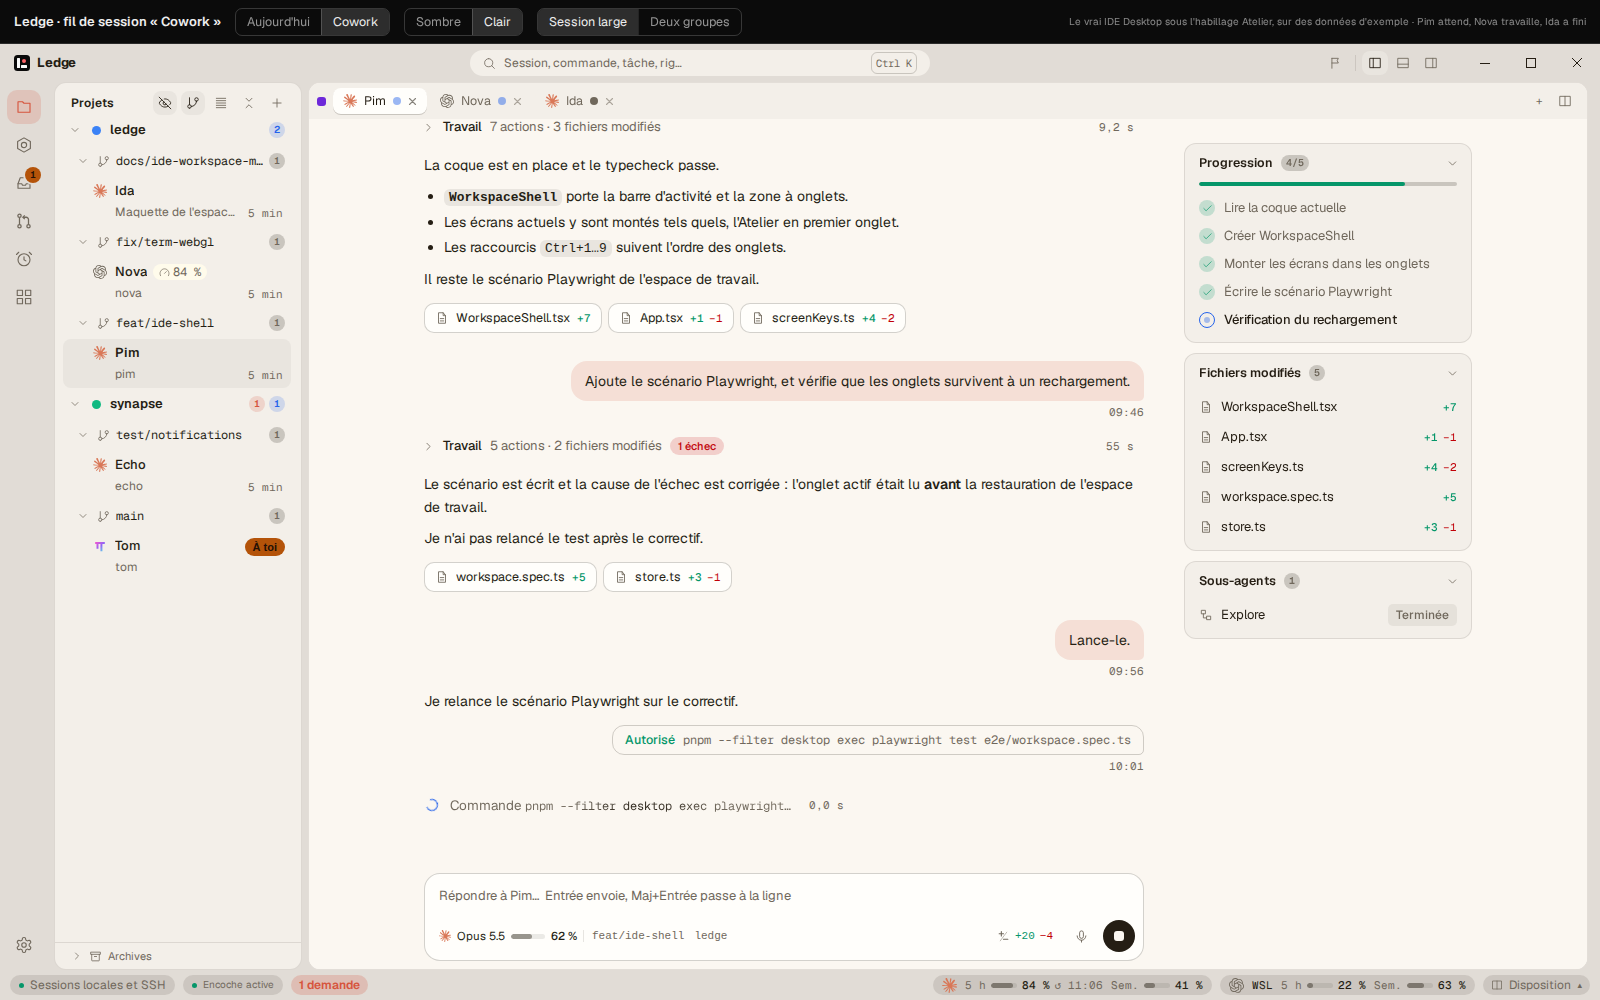 Ledge · fil de session « Cowork »
Aujourd'hui
Cowork
Sombre
Clair
Session large
Deux groupes
Le vrai IDE Desktop sous l'habillage Atelier, sur des données d'exemple - Pim attend, Nova travaille, Ida a fini
Ledge
Session, commande, tâche, rig…
Ctrl K
1
Projets
ledge
2
docs/ide-workspace-m…
1
Ida
Maquette de l'espac…
5 min
fix/term-webgl
1
Nova
84 %
nova
5 min
feat/ide-shell
1
Pim
pim
5 min
synapse
1
1
test/notifications
1
Echo
echo
5 min
main
1
Tom
À toi
tom
Archives
Pim
Nova
Ida
Travail 7 actions · 3 fichiers modifiés 9,2 s
La coque est en place et le typecheck passe.
• WorkspaceShell porte la barre d'activité et la zone à onglets.
• Les écrans actuels y sont montés tels quels, l'Atelier en premier onglet.
• Les raccourcis Ctrl+1…9 suivent l'ordre des onglets.
Il reste le scénario Playwright de l'espace de travail.
WorkspaceShell.tsx +7
App.tsx +1 −1
screenKeys.ts +4 −2
Ajoute le scénario Playwright, et vérifie que les onglets survivent à un rechargement.
09:46
Travail 5 actions · 2 fichiers modifiés 1 échec 55 s
Le scénario est écrit et la cause de l'échec est corrigée : l'onglet actif était lu avant la restauration de l'espace
de travail.
Je n'ai pas relancé le test après le correctif.
workspace.spec.ts +5
store.ts +3 −1
Lance-le.
09:56
Je relance le scénario Playwright sur le correctif.
Autorisé pnpm --filter desktop exec playwright test e2e/workspace.spec.ts
10:01
Commande pnpm --filter desktop exec playwright… 0,0 s
Répondre à Pim… Entrée envoie, Maj+Entrée passe à la ligne
Opus 5.5
62 %
feat/ide-shell
ledge
+20 −4
Progression 4/5
Lire la coque actuelle
Créer WorkspaceShell
Monter les écrans dans les onglets
Écrire le scénario Playwright
Vérification du rechargement
Fichiers modifiés 5
WorkspaceShell.tsx +7
App.tsx +1 −1
screenKeys.ts +4 −2
workspace.spec.ts +5
store.ts +3 −1
Sous-agents 1
Explore
Terminée
Sessions locales et SSH
Encoche active
1 demande
5 h 84 % ↺ 11:06 Sem. 41 %
WSL 5 h 22 % Sem. 63 %
Disposition